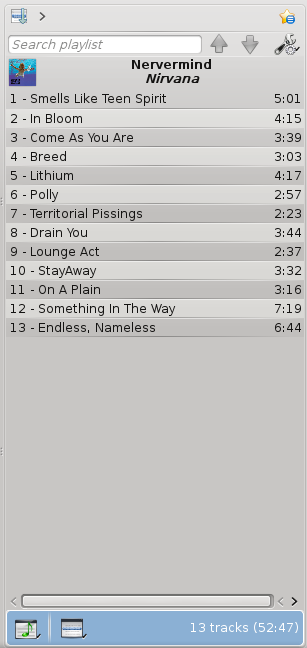 Search playlist
Nervermind
Nirvana
1 - Smells Like Teen Spirit 5:01
2 - In Bloom 4:15
3 - Come As You Are 3:39
4 - Breed 3:03
5 - Lithium 4:17
6 - Polly 2:57
7 - Territorial Pissings 2:23
8 - Drain You 3:44
9 - Lounge Act 2:37
10 - StayAway 3:32
11 - On A Plain 3:16
12 - Something In The Way 7:19
13 - Endless, Nameless 6:44
13 tracks (52:47)